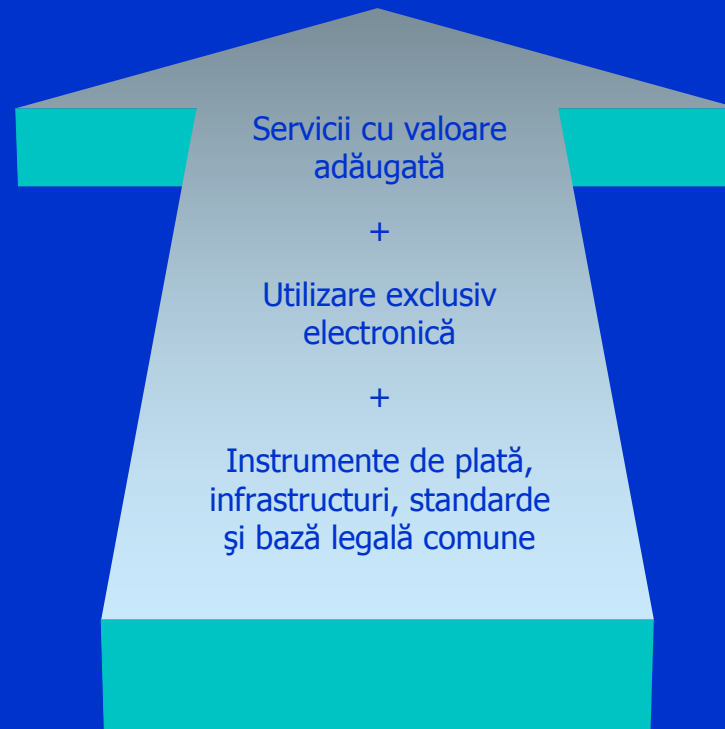 Servicii cu valoare
adăugată
+
Utilizare exclusiv
electronică
+
Instrumente de plată,
infrastructuri, standarde
şi bază legală comune